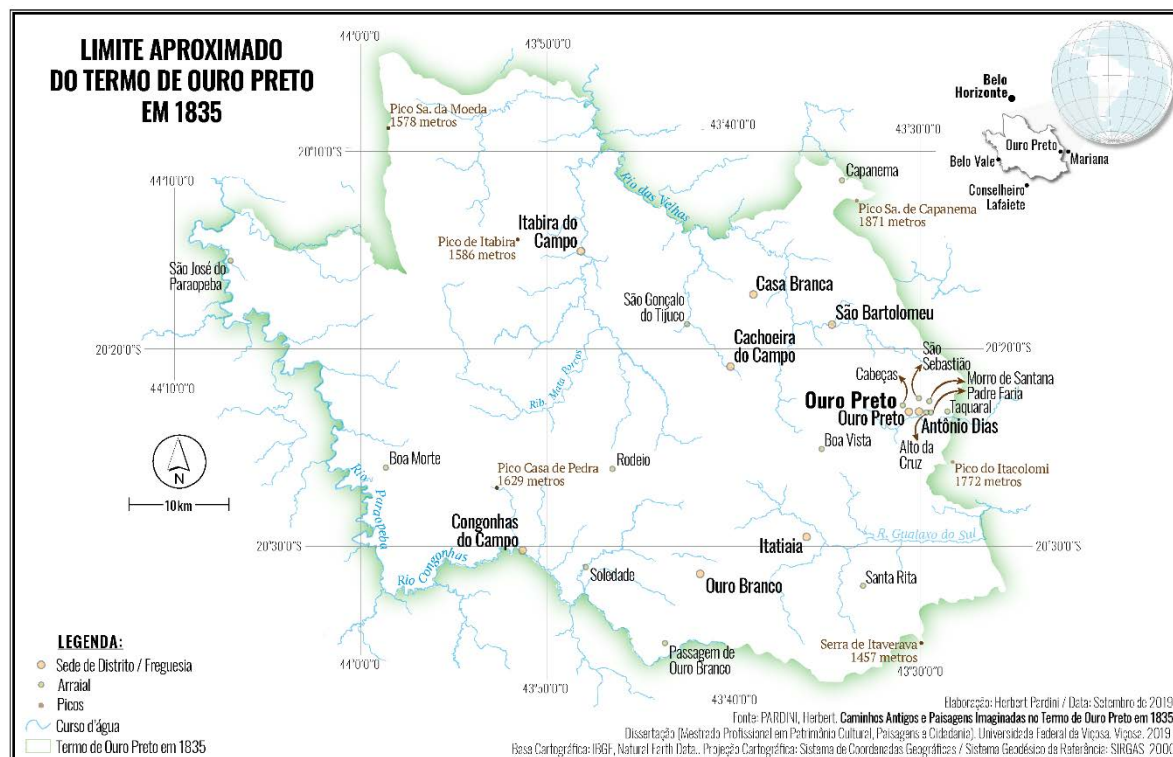 LIMITE APROXIMADO
DO TERMO DE OURO PRETO
EM 1835
44°0'0"O
43°50'0"O
43°40'0"O
43°30'0"O
Belo
Horizonte
Ouro Preto
Mariana
Belo Vale
Conselheiro
Lafaiete
Pico Sa. da Moeda
1578 metros
20°10'0"S
44°10'0"O
Capanema
Rio das Velhas
Pico Sa. de Capanema
1871 metros
Itabira do
Campo
Pico de Itabira
1586 metros
São José do
Paraopeba
Casa Branca
São Gonçalo
do Tijuco
São Bartolomeu
Cachoeira
do Campo
20°20'0"S
20°20'0"S
44°10'0"O
São
Sebastião
Cabeças
Morro de Santana
Padre Faria
Rib. Mata Porcos
Ouro Preto
Ouro Preto
Taquaral
Antônio Dias
Alto da
Cruz
Boa Vista
Boa Morte
Rodeio
Pico Casa de Pedra
1629 metros
Pico do Itacolomi
1772 metros
N
10km
Rio Paraopeba
Congonhas
do Campo
R. Gualaxo do Sul
Itatiaia
20°30'0"S
20°30'0"S
Rio Congonhas
Soledade
Ouro Branco
Santa Rita
Passagem de
Ouro Branco
Serra de Itaverava
1457 metros
44°0'0"O
43°50'0"O
43°40'0"O
43°30'0"O
LEGENDA:
Sede de Distrito / Freguesia
Arraial
Picos
Curso d'água
Termo de Ouro Preto em 1835
Elaboração: Herbert Pardini / Data: Setembro de 2019
Fonte: PARDINI, Herbert. Caminhos Antigos e Paisagens Imaginadas no Termo de Ouro Preto em 1835
Dissertação (Mestrado Profissional em Patrimônio Cultural, Paisagens e Cidadania). Universidade Federal de Viçosa. Viçosa. 2019
Base Cartográfica: IBGE, Natural Earth Data.. Projeção Cartográfica: Sistema de Coordenadas Geográficas / Sistema Geodésico de Referência: SIRGAS, 2000